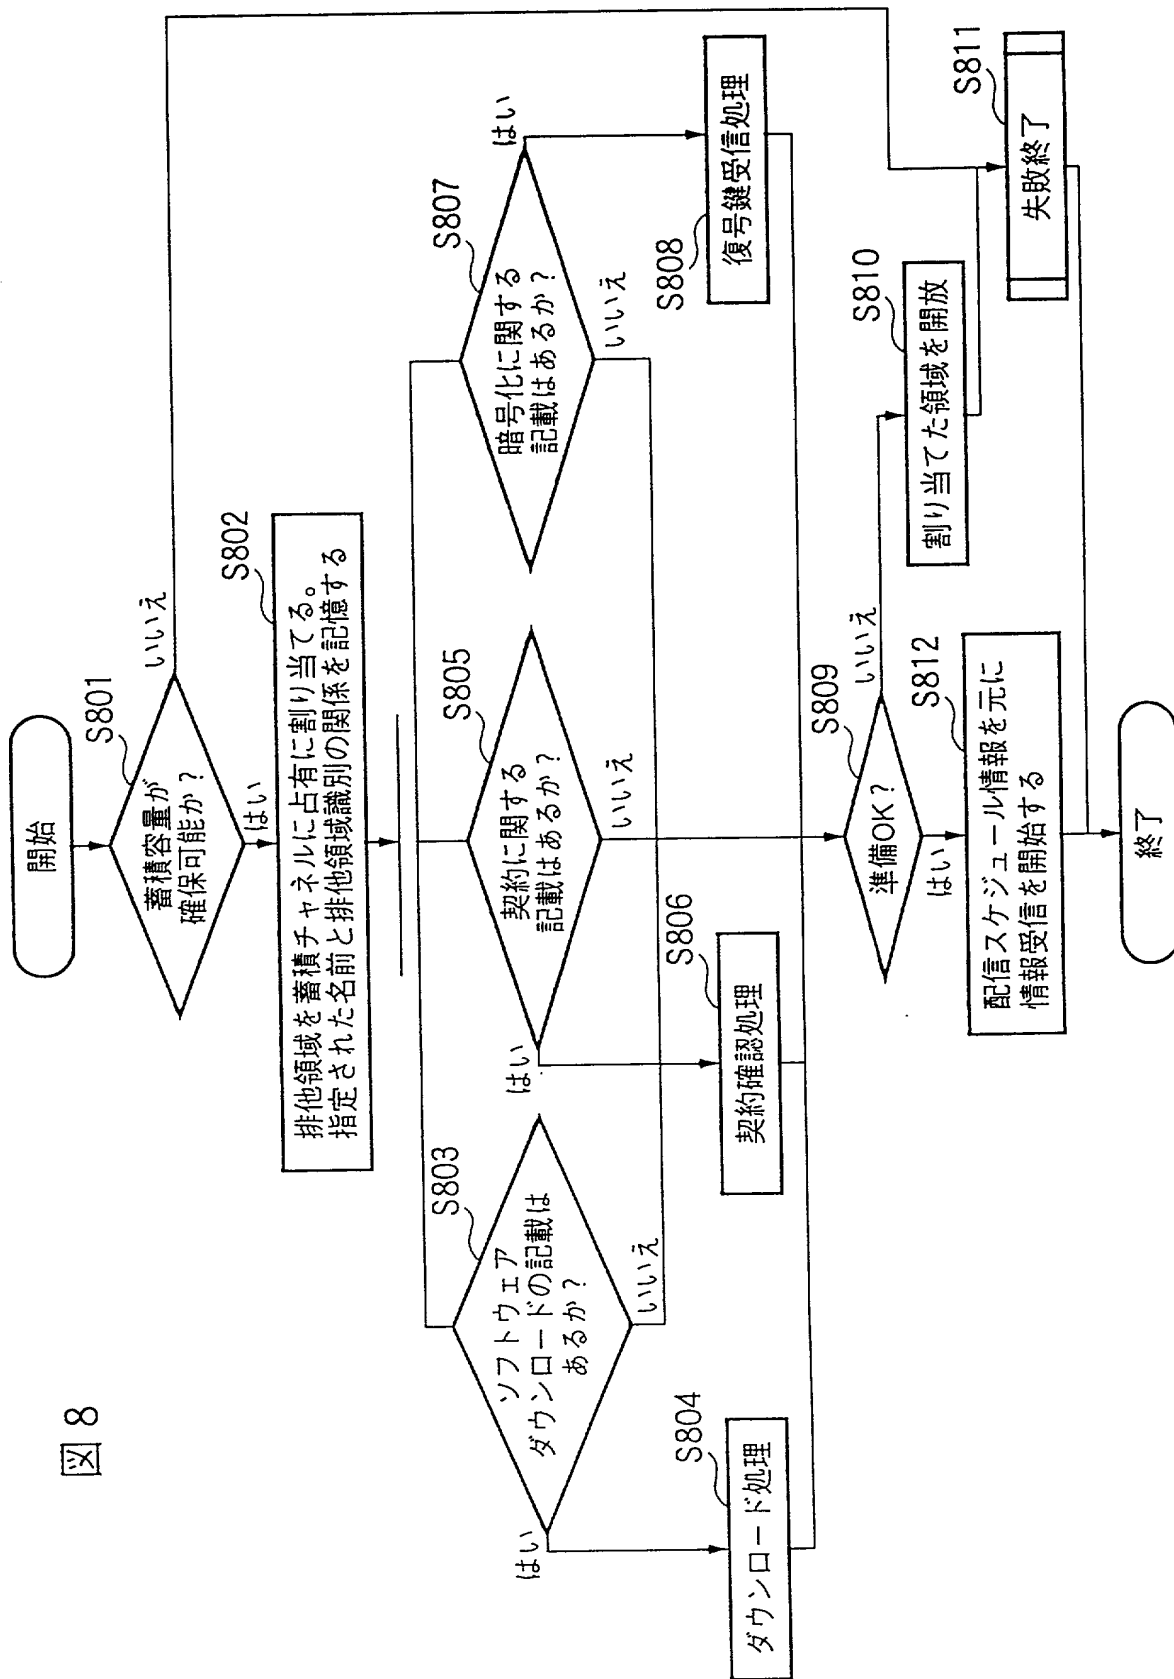 図8
開始
S801
蓄積容量が
確保可能か？
いいえ
はい
S802
排他領域を蓄積チャネルに占有に割り当てる。
指定された名前と排他領域識別の関係を記憶する
S803
ソフトウェア
ダウンロードの記載は
あるか？
はい
いいえ
S804
ダウンロード処理
S805
契約に関する
記載はあるか？
はい
いいえ
S806
契約確認処理
S807
暗号化に関する
記載はあるか？
はい
いいえ
S808
復号鍵受信処理
S809
準備OK？
いいえ
はい
S810
割り当てた領域を開放
S811
失敗終了
S812
配信スケジュール情報を元に
情報受信を開始する
終了